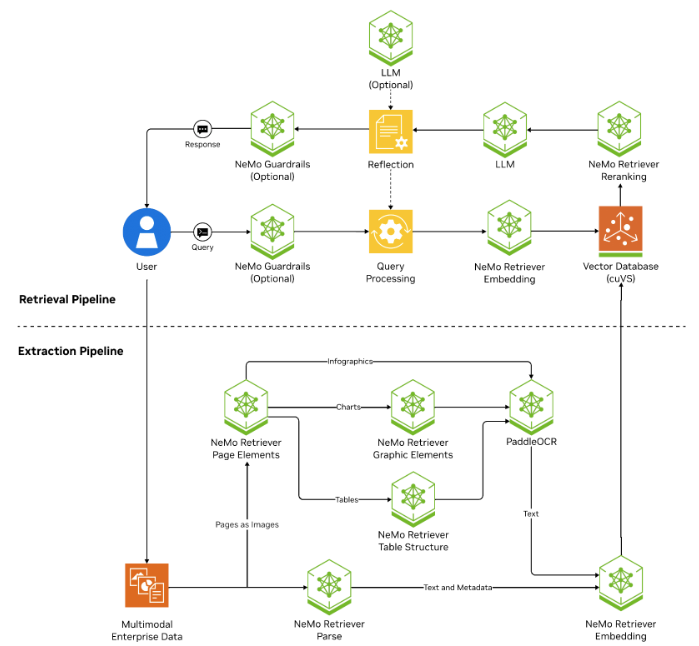 LLM
(Optional)
Response
NeMo Guardrails
(Optional)
Reflection
LLM
NeMo Retriever
Reranking
Query
User
NeMo Guardrails
(Optional)
Query
Processing
NeMo Retriever
Embedding
Vector Database
(cuVS)
Retrieval Pipeline
Extraction Pipeline
Infographics
Charts
NeMo Retriever
Page Elements
NeMo Retriever
Graphic Elements
PaddleOCR
Tables
Text
Pages as Images
NeMo Retriever
Table Structure
Text and Metadata
Multimodal
Enterprise Data
NeMo Retriever
Parse
NeMo Retriever
Embedding